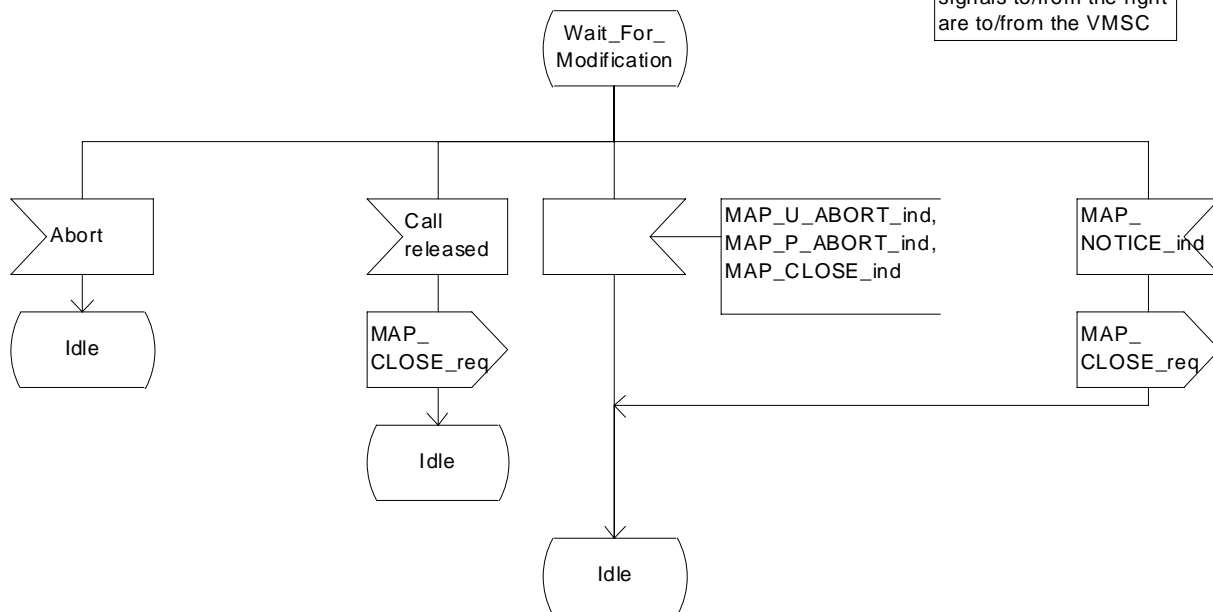 signals to/from the right
are to/from the VMSC
Wait_For_
Modification
Abort
Call
released
MAP_U_ABORT_ind,
MAP_P_ABORT_ind,
MAP_CLOSE_ind
MAP_
NOTICE_ind
Idle
MAP_
CLOSE_req
MAP_
CLOSE_req
Idle
Idle